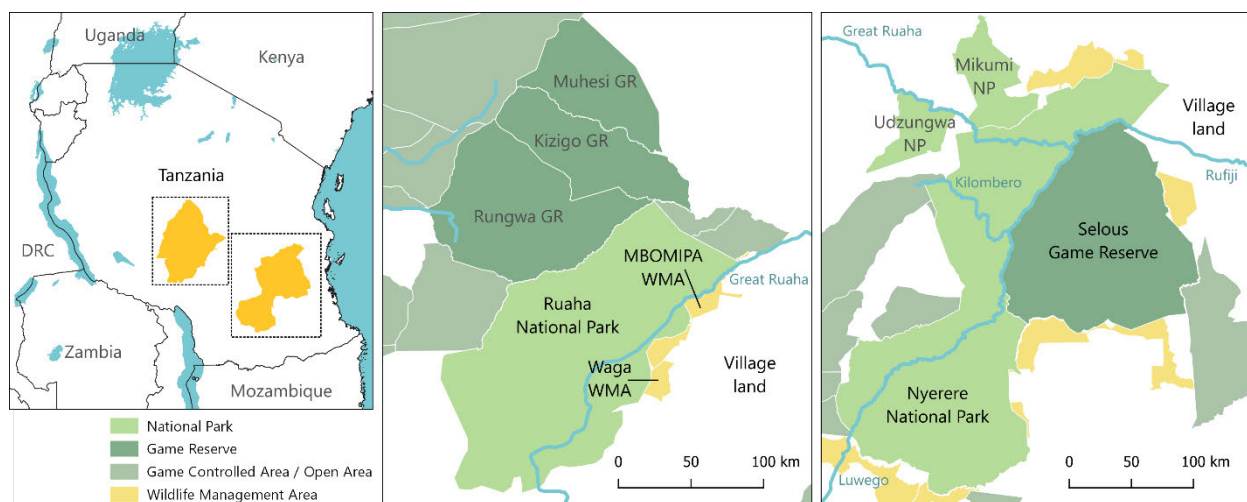 Uganda
Kenya
Tanzania
DRC
Zambia
Mozambique
National Park
Game Reserve
Game Controlled Area / Open Area
Wildlife Management Area
Muhesi GR
Kizigo GR
Rungwa GR
MBOMIPA
WMA
Great Ruaha
Ruaha
National Park
Waga
WMA
Village
land
0 50 100 km
Great Ruaha
Mikumi
NP
Udzungwa
NP
Village
land
Rufiji
Kilombero
Selous
Game Reserve
Nyerere
National Park
Luwego
0 50 100 km